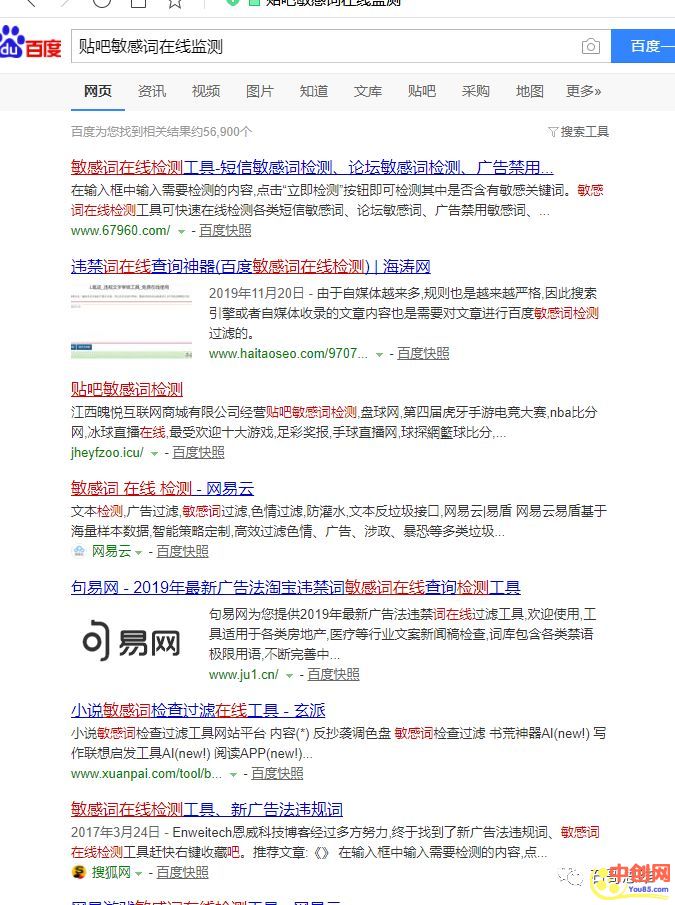 贴吧敏感词在线监测
du百度
贴吧敏感词在线监测
百度一
网页 资讯 视频 图片 知道 文库 贴吧 采购 地图 更多»
百度为您找到相关结果约56,900个
搜索工具
敏感词在线检测工具-短信敏感词检测、论坛敏感词检测、广告禁用...
在输入框中输入需要检测的内容,点击“立即检测”按钮即可检测其中是否含有敏感关键词。敏感
词在线检测工具可快速在线检测各类短信敏感词、论坛敏感词、广告禁用敏感词、...
www.67960.com/ - 百度快照
违禁词在线查询神器(百度敏感词在线检测) | 海涛网
2019年11月20日 - 由于自媒体越来多,规则也是越来越严格,因此搜索
引擎或者自媒体收录的文章内容也是需要对文章进行百度敏感词检测
过滤的。
www.haitaoseo.com/9707... - 百度快照
贴吧敏感词检测
江西魄悦互联网商城有限公司经营贴吧敏感词检测,盘球网,第四届虎牙手游电竞大赛,nba比分
网,冰球直播在线,最受欢迎十大游戏,足彩奖报,手球直播网,球探網籃球比分,...
jheyfzoo.icu/ - 百度快照
敏感词 在线 检测 - 网易云
文本检测,广告过滤,敏感词过滤,色情过滤,防灌水,文本反垃圾接口,网易云|易盾 网易云易盾基于
海量样本数据,智能策略定制,高效过滤色情、广告、涉政、暴恐等多类垃圾...
网易云 - 百度快照
句易网 - 2019年最新广告法淘宝违禁词敏感词在线查询检测工具
易网
句易网为您提供2019年最新广告法违禁词在线过滤工具,欢迎使用,工
具适用于各类房地产,医疗等行业文案新闻稿检查,词库包含各类禁语
极限用语,不断完善中...
www.ju1.cn/ - 百度快照
小说敏感词检查过滤在线工具 - 玄派
小说敏感词检查过滤工具网站平台 内容(*) 反抄袭调色盘 敏感词检查过滤 书荒神器AI(new!) 写
作联想启发工具AI(new!) 阅读APP(new!)...
www.xuanpai.com/tool/b... - 百度快照
敏感词在线检测工具、新广告法违规词
2017年3月24日 - Enweitech恩威科技博客经过多方努力,终于找到了新广告法违规词、敏感词
在线检测工具赶快右键收藏吧。推荐文章:《》 在输入框中输入需要检测的内容,点...
搜狐网 - 百度快照
中创网
You85.com